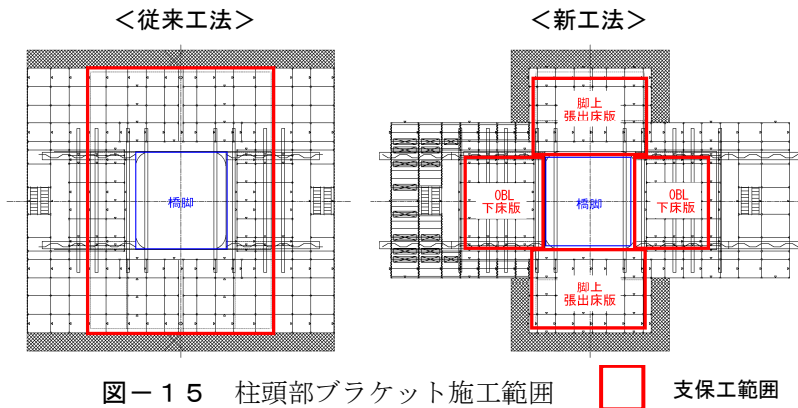 ＜従来工法＞
＜新工法＞
橋脚
脚上
張出床版
OBL
下床版
橋脚
OBL
下床版
脚上
張出床版
図－１５　柱頭部ブラケット施工範囲
支保工範囲